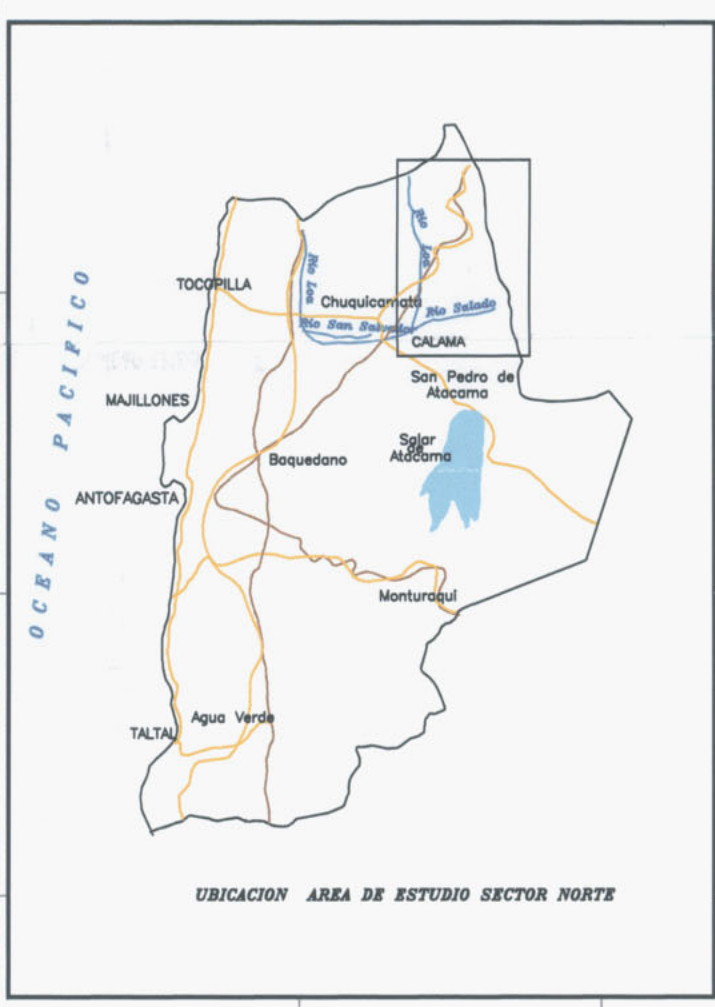 OCEANO PACIFICO
TOCOPILLA
Río Loa
Río Loa
Chuquicamata
Río San Salvador
Río Salado
CALAMA
San Pedro de
Atacama
MAJILLONES
Salar
de
Atacama
Baquedano
ANTOFAGASTA
Monturaqui
Agua Verde
TALTAL
UBICACION AREA DE ESTUDIO SECTOR NORTE